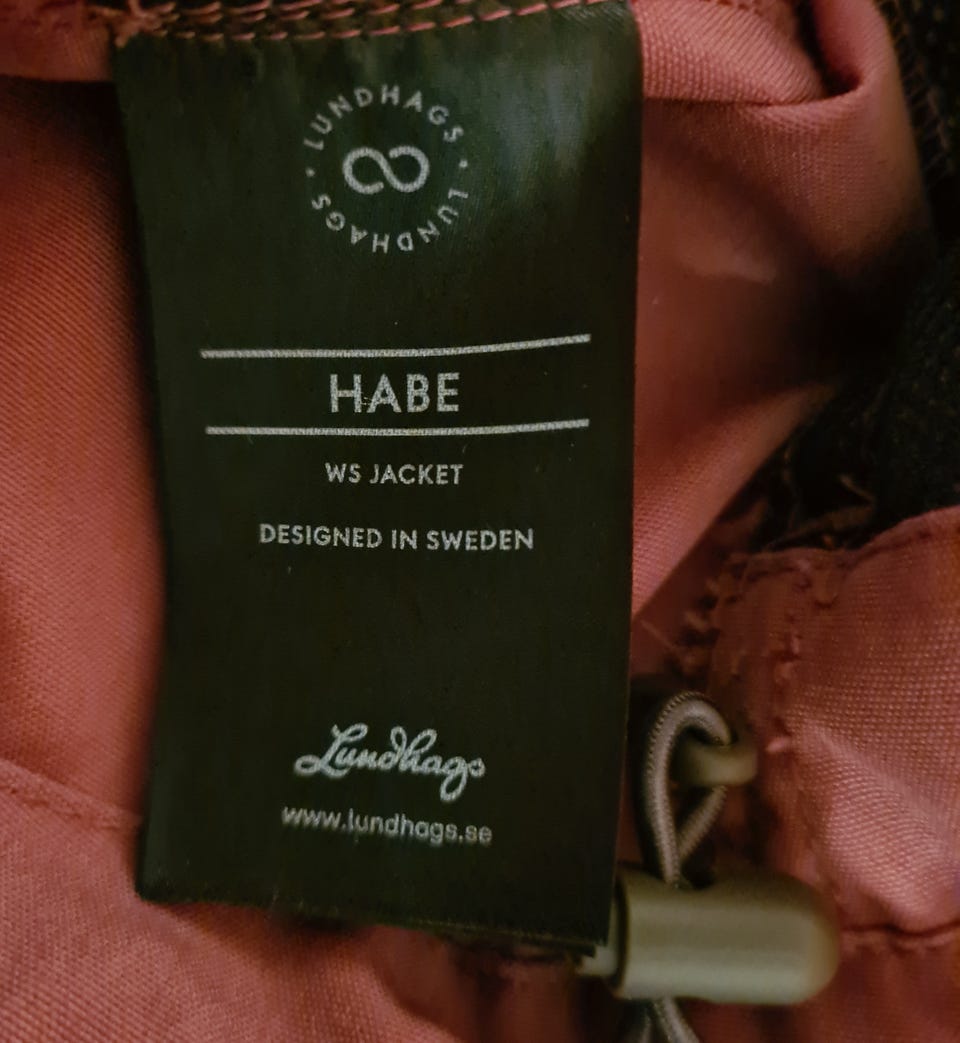 LUNDHAGS · LUNDHAGS ·
HABE
WS JACKET
DESIGNED IN SWEDEN
Lundhags
www.lundhags.se